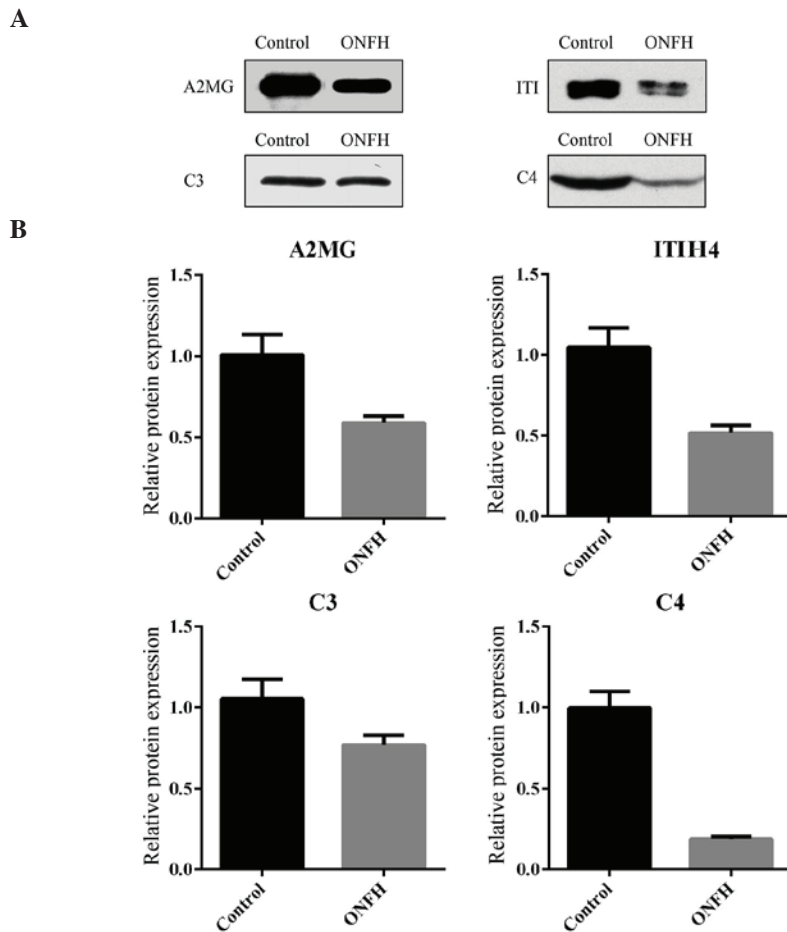 A
Control ONFH
A2MG
Control ONFH
ITI
Control ONFH
C3
Control ONFH
C4
B
A2MG
Relative protein expression
1.5
1.0
0.5
0.0
Control
ONFH
ITIH4
Relative protein expression
1.5
1.0
0.5
0.0
Control
ONFH
C3
Relative protein expression
1.5
1.0
0.5
0.0
Control
ONFH
C4
Relative protein expression
1.5
1.0
0.5
0.0
Control
ONFH